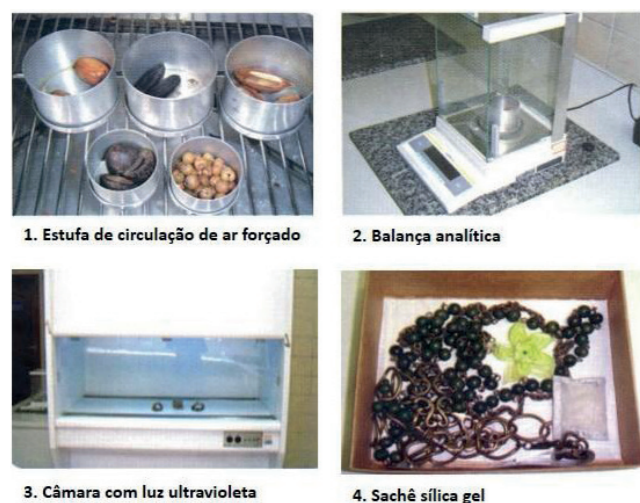 1. Estufa de circulação de ar forçado
2. Balança analítica
3. Câmara com luz ultravioleta
4. Sachê sílica gel